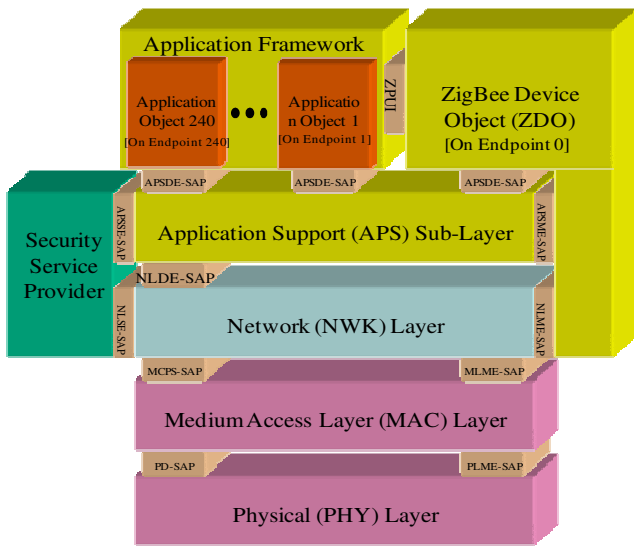 Application Framework
Application
Object 240
[On Endpoint 240]
Applicatio
n Object 1
[On Endpoint 1]
ZPUI
ZigBee Device
Object (ZDO)
[On Endpoint 0]
APSDE-SAP
APSDE-SAP
APSDE-SAP
Security
Service
Provider
APSSE-SAP
Application Support (APS) Sub-Layer
APSME-SAP
NLDE-SAP
NLSE-SAP
Network (NWK) Layer
NLME-SAP
MCPS-SAP
MLME-SAP
Medium Access Layer (MAC) Layer
PD-SAP
PLME-SAP
Physical (PHY) Layer